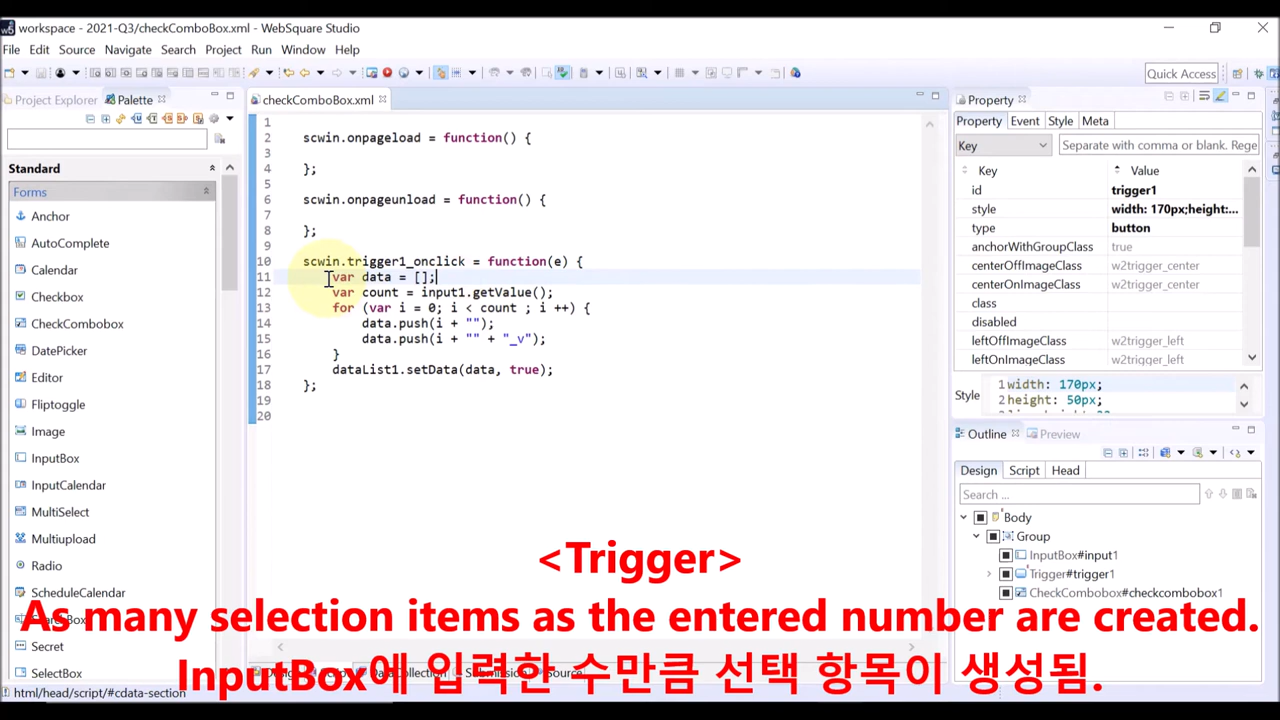 workspace - 2021-Q3/checkComboBox.xml - WebSquare Studio
File Edit Source Navigate Search Project Run Window Help
Quick Access
Project Explorer
Palette
checkComboBox.xml
Property
Property Event Style Meta
Key
Separate with comma or blank. Rege
Standard
Forms
Anchor
AutoComplete
Calendar
Checkbox
CheckCombobox
DatePicker
Editor
Fliptoggle
Image
InputBox
InputCalendar
MultiSelect
Multiupload
Radio
ScheduleCalendar
Secret
SelectBox
1
2 scwin.onpageload = function() {
3
4 };
5
6 scwin.onpageunload = function() {
7
8 };
9
10 scwin.trigger1_onclick = function(e) {
11 var data = [];
12 var count = input1.getValue();
13 for (var i = 0; i < count ; i ++) {
14 data.push(i + "");
15 data.push(i + "" + "_v");
16 }
17 dataList1.setData(data, true);
18 };
19
20
Key Value
id trigger1
style width: 170px;height:...
type button
anchorWithGroupClass true
centerOffImageClass w2trigger_center
centerOnImageClass w2trigger_center
class
disabled
leftOffImageClass w2trigger_left
leftOnImageClass w2trigger_left
Style
1 width: 170px;
2 height: 50px;
Outline
Preview
Design Script Head
Search ...
Body
Group
InputBox#input1
Trigger#trigger1
CheckCombobox#checkcombobox1
<Trigger>
As many selection items as the entered number are created.
InputBox에 입력한 수만큼 선택 항목이 생성됨.
html/head/script/#cdata-section